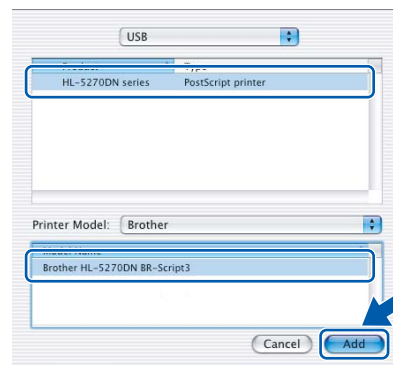 USB
HL-5270DN series PostScript printer
Printer Model: Brother
Brother HL-5270DN BR-Script3
Cancel Add